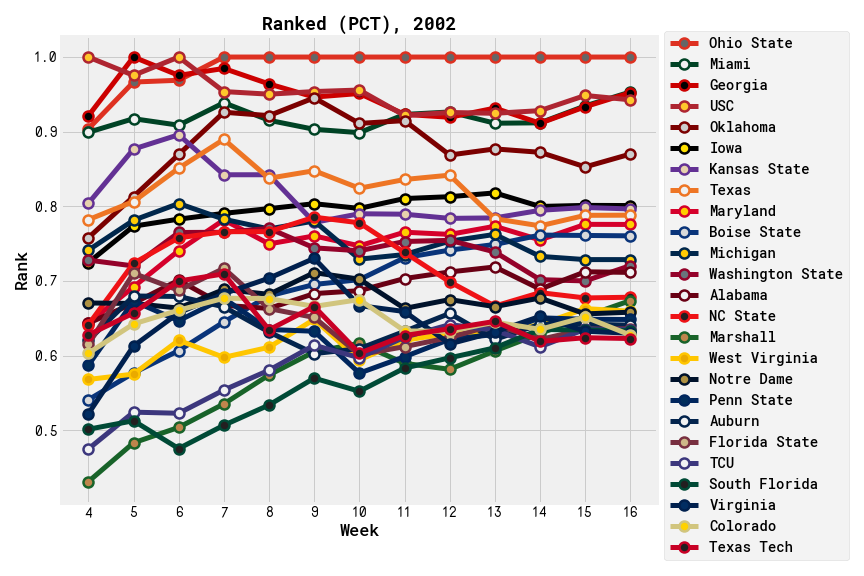 Ranked (PCT), 2002
1.0
0.9
0.8
0.7
0.6
0.5
Rank
4 5 6 7 8 9 10 11 12 13 14 15 16
Week
Ohio State
Miami
Georgia
USC
Oklahoma
Iowa
Kansas State
Texas
Maryland
Boise State
Michigan
Washington State
Alabama
NC State
Marshall
West Virginia
Notre Dame
Penn State
Auburn
Florida State
TCU
South Florida
Virginia
Colorado
Texas Tech